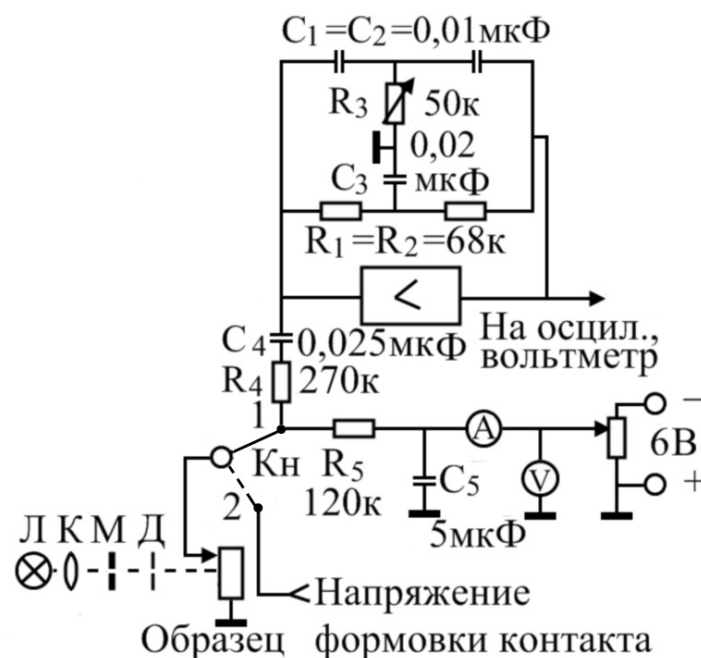 C₁=C₂=0,01мкФ
R₃ 50к
0,02
C₃ мкФ
R₁=R₂=68к
<
На осцил.,
C₄ 0,025мкФ вольтметр
R₄ 270к
1
A
−
6В
Кн R₅ C₅ V
+
2 120к
Л К М Д 5мкФ
Напряжение
Образец формовки контакта